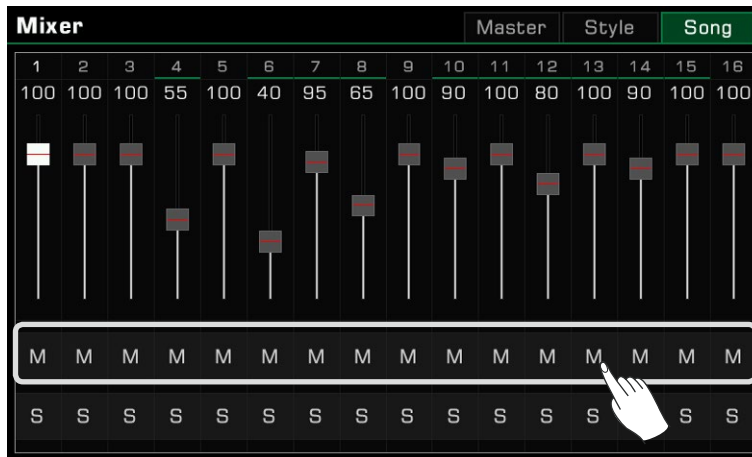 Mixer Master Style Song
1 2 3 4 5 6 7 8 9 10 11 12 13 14 15 16
100 100 100 55 100 40 95 65 100 90 100 80 100 90 100 100
M M M M M M M M M M M M M M M M
S S S S S S S S S S S S S S S